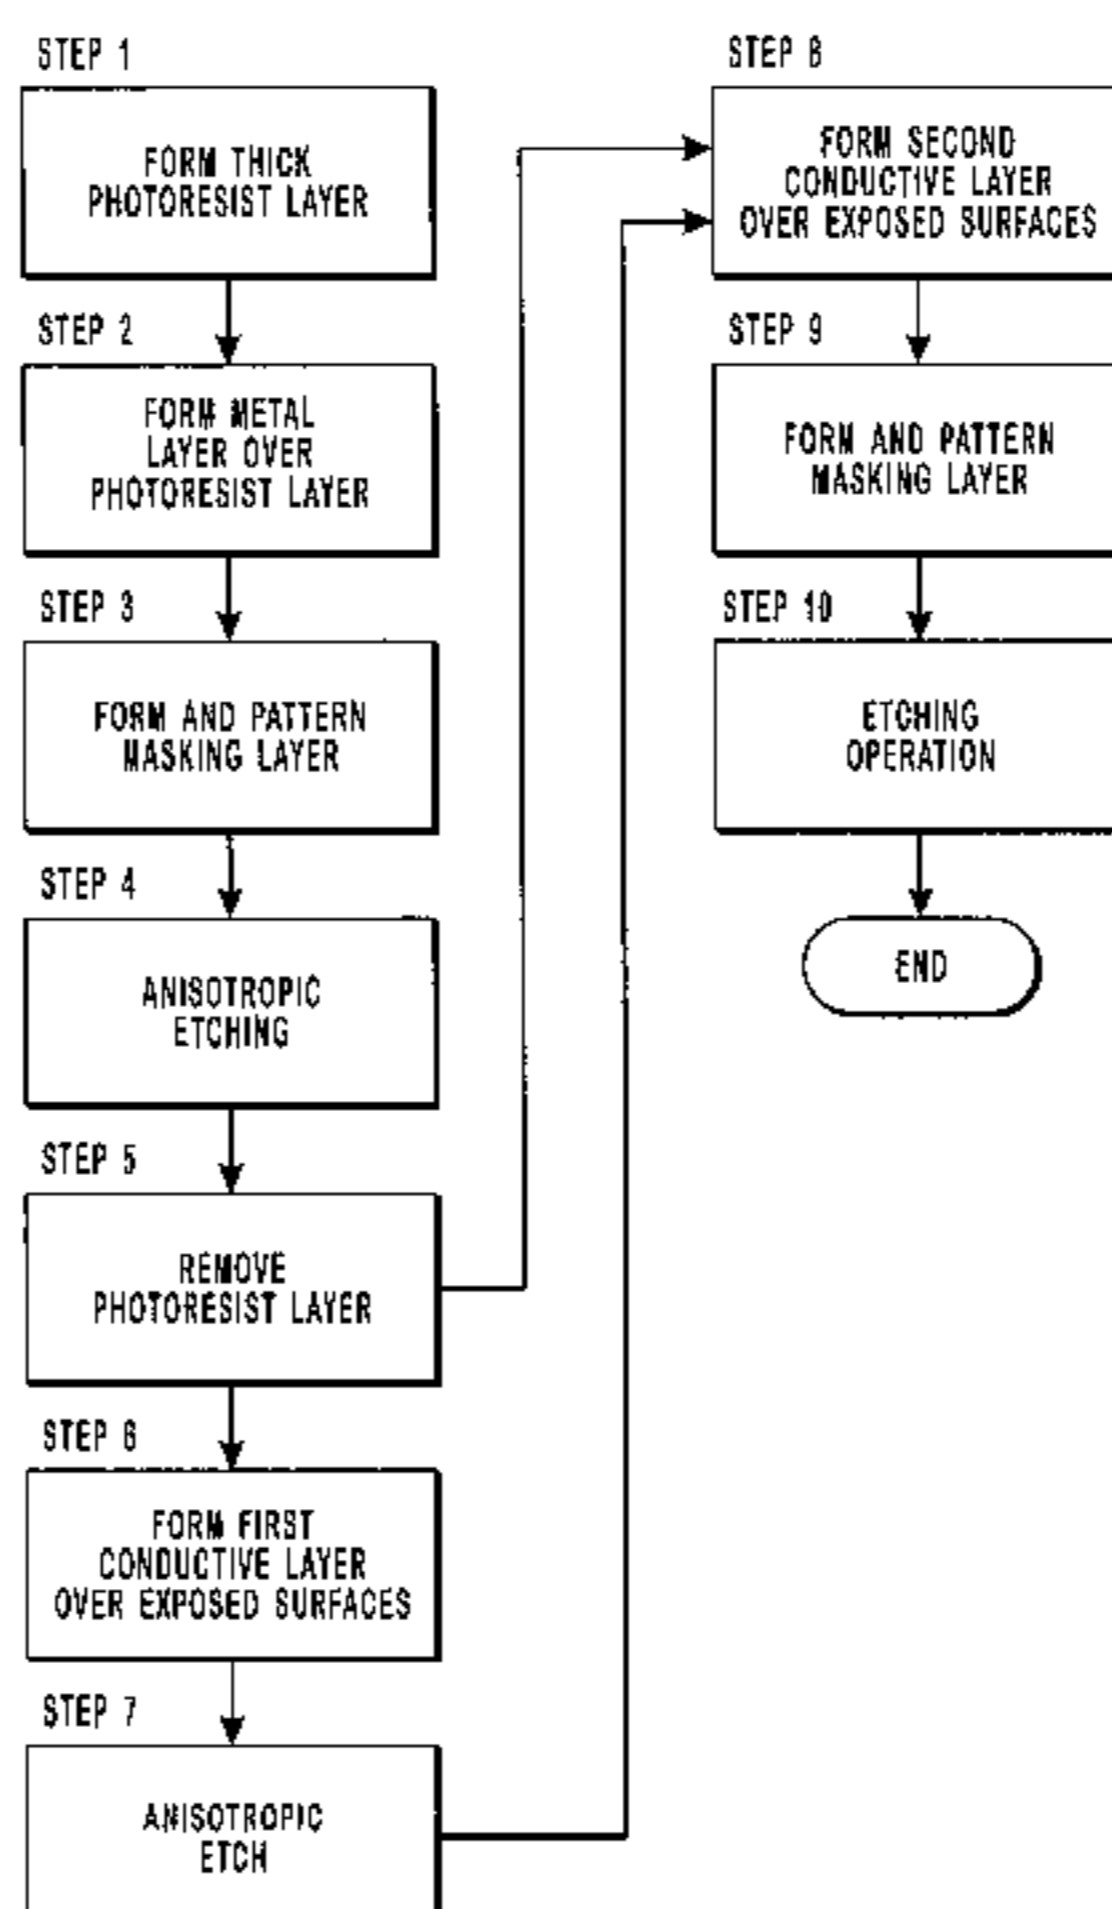 STEP 1
FORM THICK
PHOTORESIST LAYER
STEP 2
FORM METAL
LAYER OVER
PHOTORESIST LAYER
STEP 3
FORM AND PATTERN
MASKING LAYER
STEP 4
ANISOTROPIC
ETCHING
STEP 5
REMOVE
PHOTORESIST LAYER
STEP 6
FORM FIRST
CONDUCTIVE LAYER
OVER EXPOSED SURFACES
STEP 7
ANISOTROPIC
ETCH
STEP 8
FORM SECOND
CONDUCTIVE LAYER
OVER EXPOSED SURFACES
STEP 9
FORM AND PATTERN
MASKING LAYER
STEP 10
ETCHING
OPERATION
END